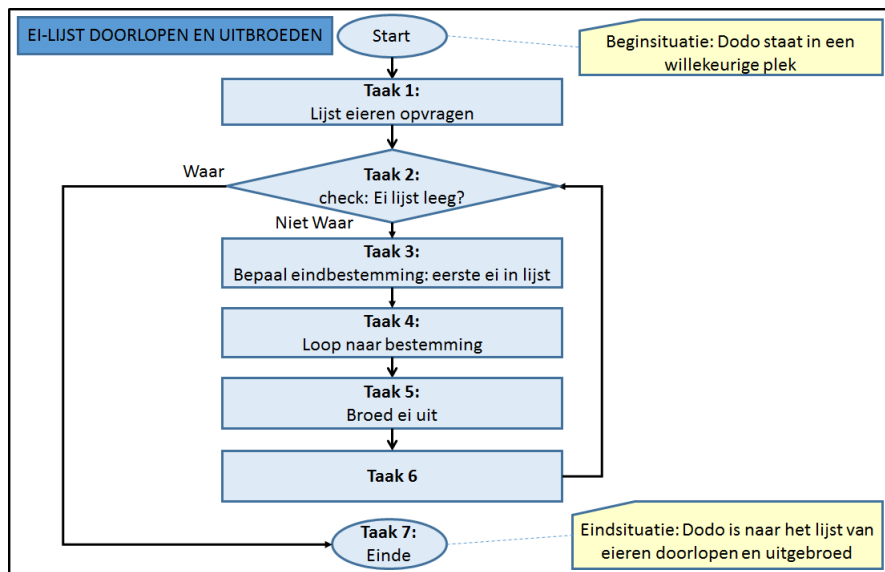 EI-LIJST DOORLOPEN EN UITBROEDEN
Start
Beginsituatie: Dodo staat in een
willekeurige plek
Taak 1:
Lijst eieren opvragen
Waar
Taak 2:
check: Ei lijst leeg?
Niet Waar
Taak 3:
Bepaal eindbestemming: eerste ei in lijst
Taak 4:
Loop naar bestemming
Taak 5:
Broed ei uit
Taak 6
Taak 7:
Einde
Eindsituatie: Dodo is naar het lijst van
eieren doorlopen en uitgebroed